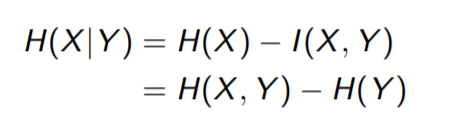 H(X|Y) = H(X) − I(X, Y)
= H(X, Y) − H(Y)